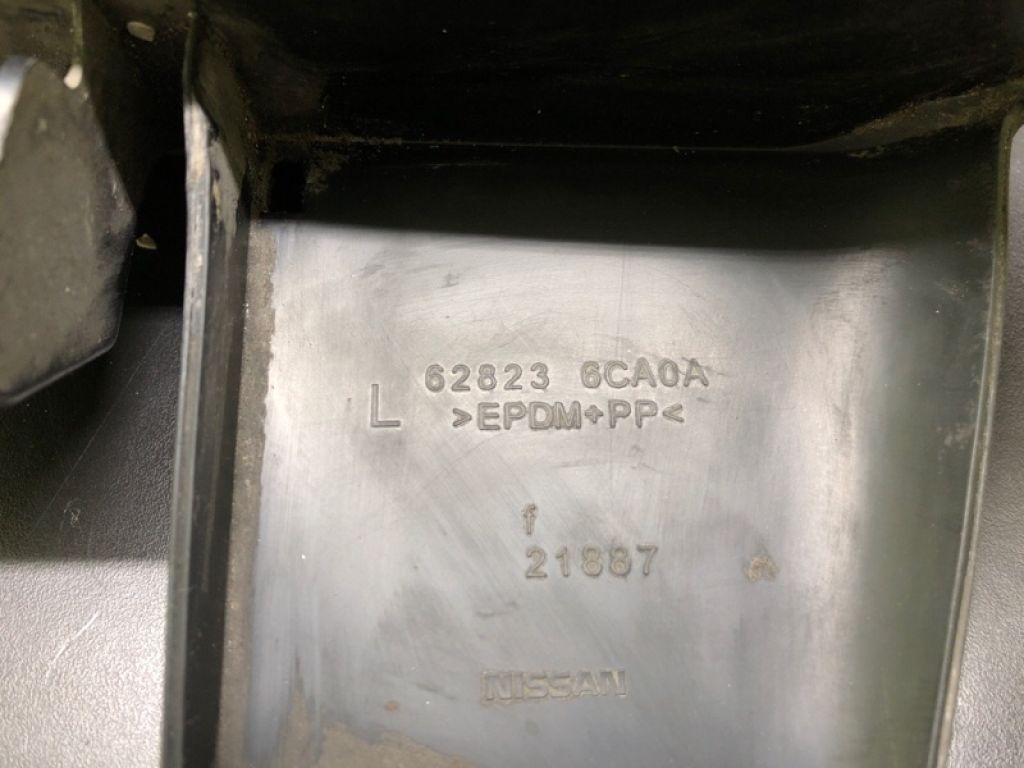 62823 6CA0A
L >EPDM+PP<
f
21887
NISSAN